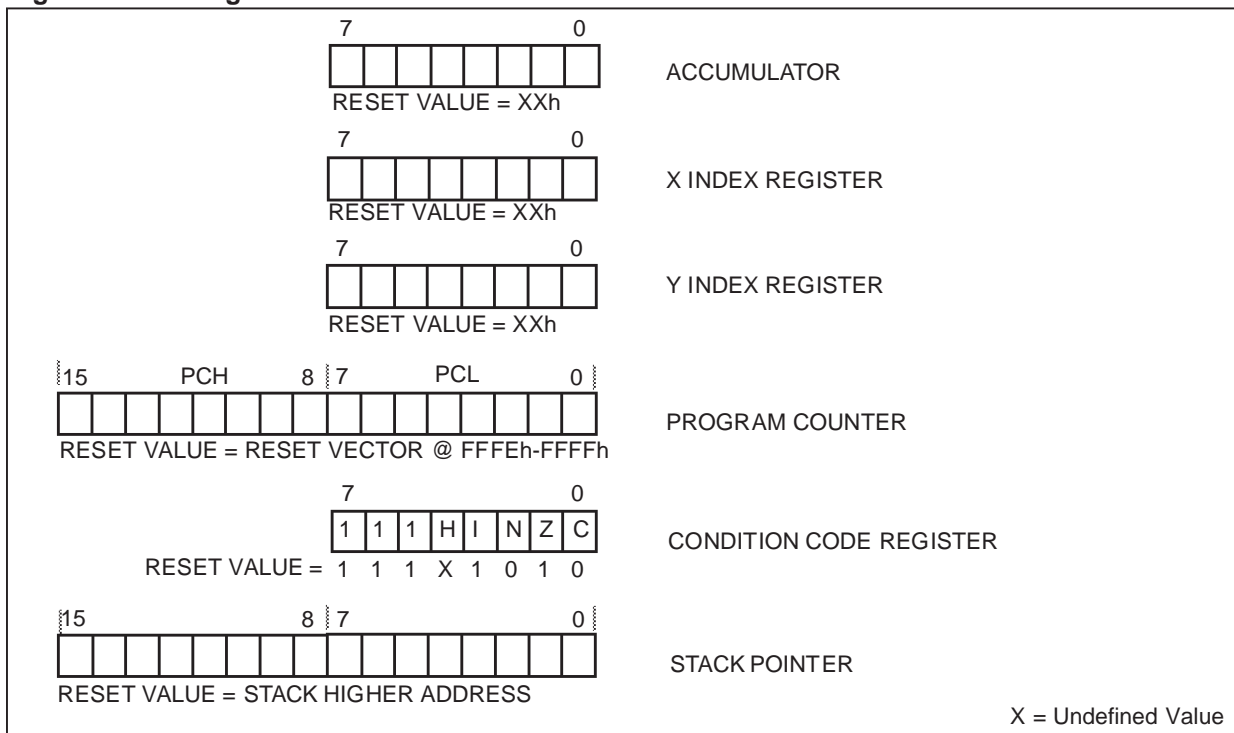 7 0
ACCUMULATOR
RESET VALUE = XXh
7 0
X INDEX REGISTER
RESET VALUE = XXh
7 0
Y INDEX REGISTER
RESET VALUE = XXh
15 PCH 8 7 PCL 0
PROGRAM COUNTER
RESET VALUE = RESET VECTOR @ FFFEh-FFFFh
7 0
1 1 1 H I N Z C
CONDITION CODE REGISTER
RESET VALUE = 1 1 1 X 1 0 1 0
15 8 7 0
STACK POINTER
RESET VALUE = STACK HIGHER ADDRESS
X = Undefined Value